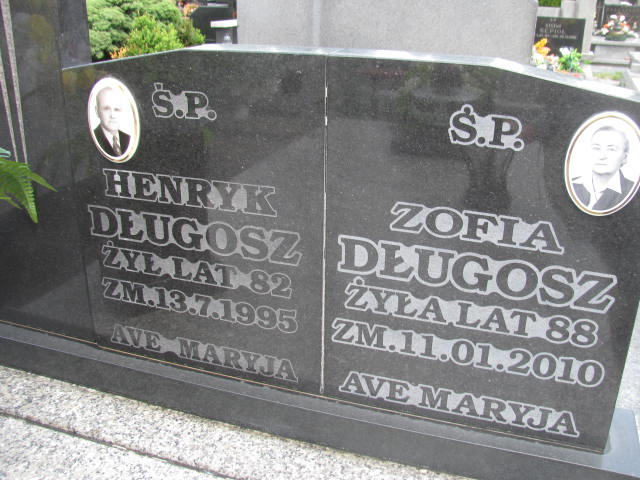 Ś.P.
HENRYK
DŁUGOSZ
ŻYŁ LAT 82
ZM.13.7.1995
AVE MARYJA
Ś.P.
ZOFIA
DŁUGOSZ
ŻYŁA LAT 88
ZM.11.01.2010
AVE MARYJA